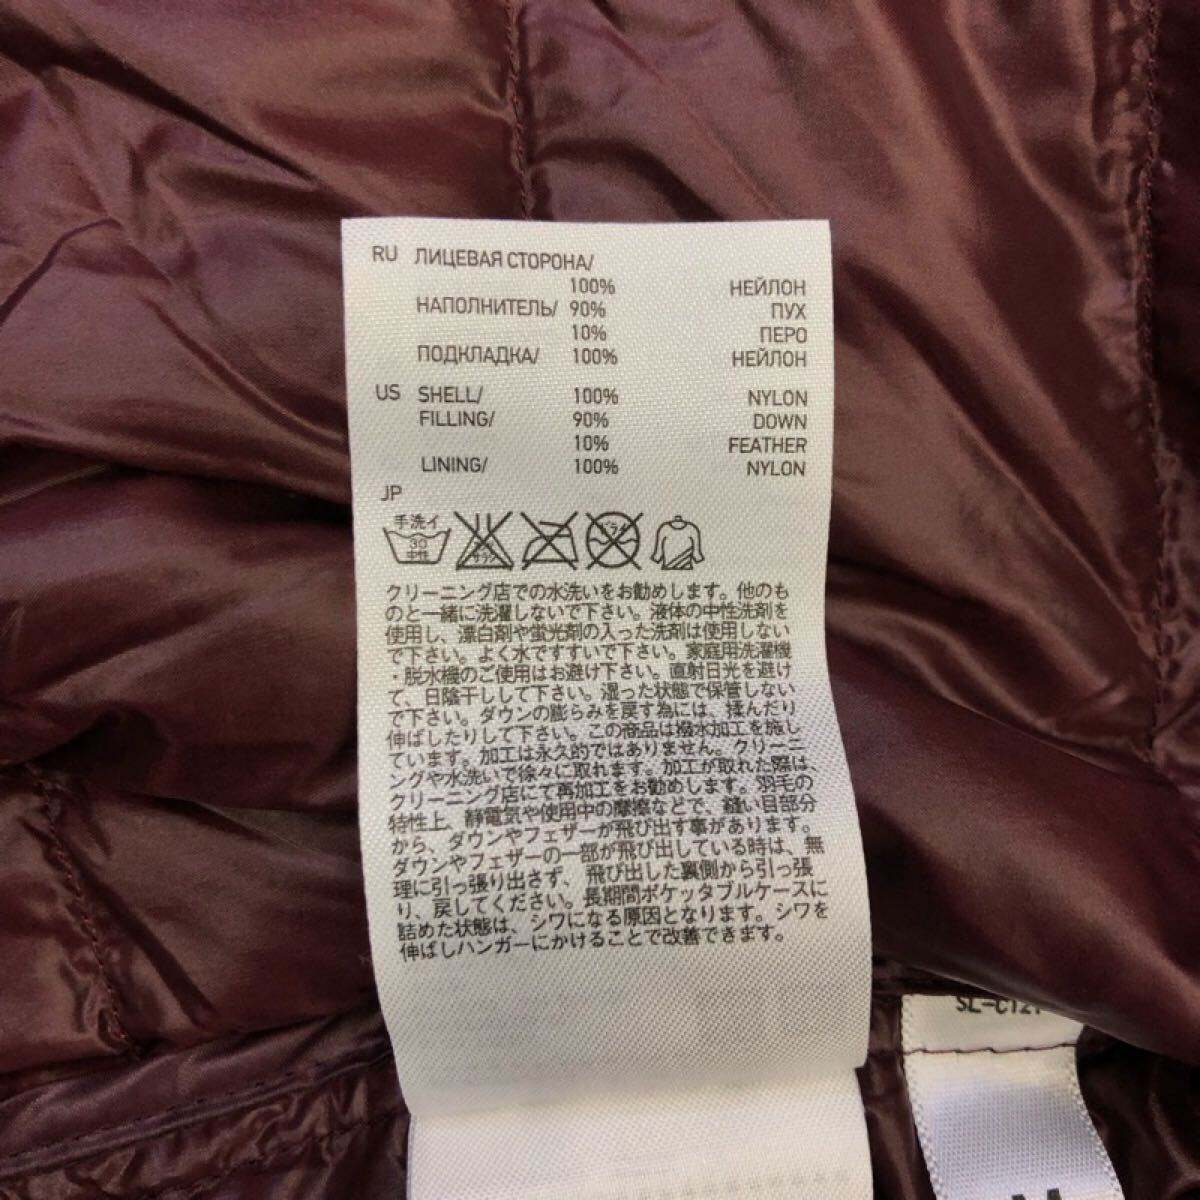 RU ЛИЦЕВАЯ СТОРОНА/
100% НЕЙЛОН
НАПОЛНИТЕЛЬ/ 90% ПУХ
10% ПЕРО
ПОДКЛАДКА/ 100% НЕЙЛОН
US SHELL/ 100% NYLON
FILLING/ 90% DOWN
10% FEATHER
LINING/ 100% NYLON
JP
手洗イ
30
中性
クリーニング店での水洗いをお勧めします。他のも
のと一緒に洗濯しないで下さい。液体の中性洗剤を
使用し、漂白剤や蛍光剤の入った洗剤は使用しない
で下さい。よく水ですすいで下さい。家庭用洗濯機
・脱水機のご使用はお避け下さい。直射日光を避け
て、日陰干しして下さい。湿った状態で保管しない
で下さい。ダウンの膨らみを戻す為には、揉んだり
伸ばしたりして下さい。この商品は撥水加工を施し
ています。加工は永久的ではありません。クリーニ
ングや水洗いで徐々に取れます。加工が取れた際は、
クリーニング店にて再加工をお勧めします。羽毛の
特性上、静電気や使用中の摩擦などで、縫い目部分
から、ダウンやフェザーが飛び出す事があります。
ダウンやフェザーの一部が飛び出している時は、無
理に引っ張り出さず、飛び出した裏側から引っ張
り、戻してください。長期間ポケッタブルケースに
詰めた状態は、シワになる原因となります。シワを
伸ばしハンガーにかけることで改善できます。